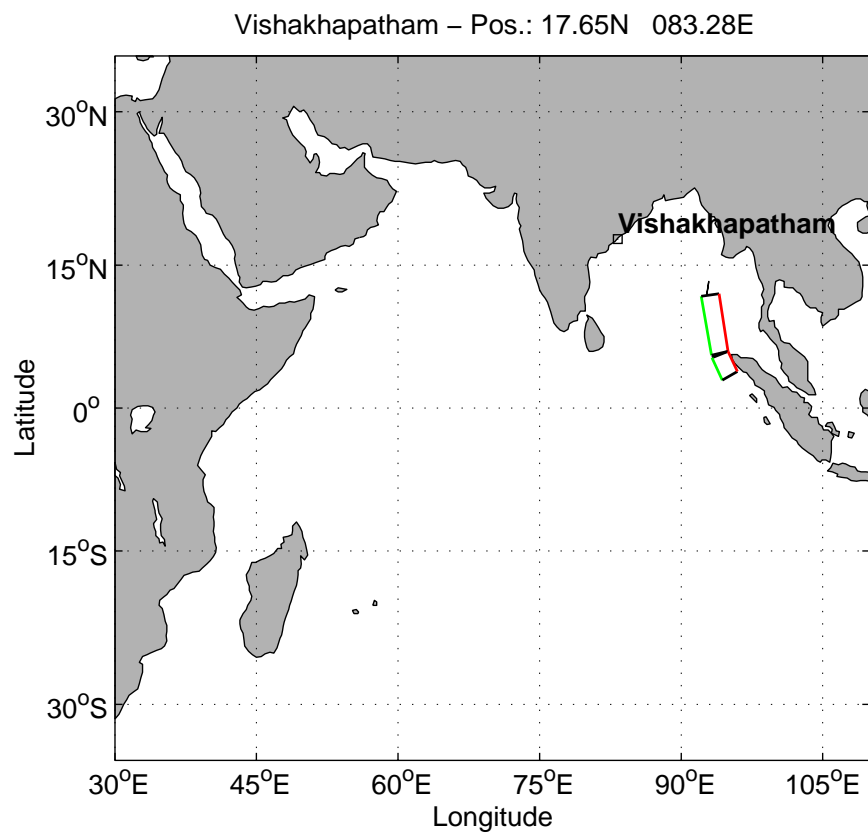 Vishakhapatham – Pos.: 17.65N   083.28E
30°N
Vishakhapatham
15°N
0°
15°S
30°S
Latitude
30°E 45°E 60°E 75°E 90°E 105°E
Longitude